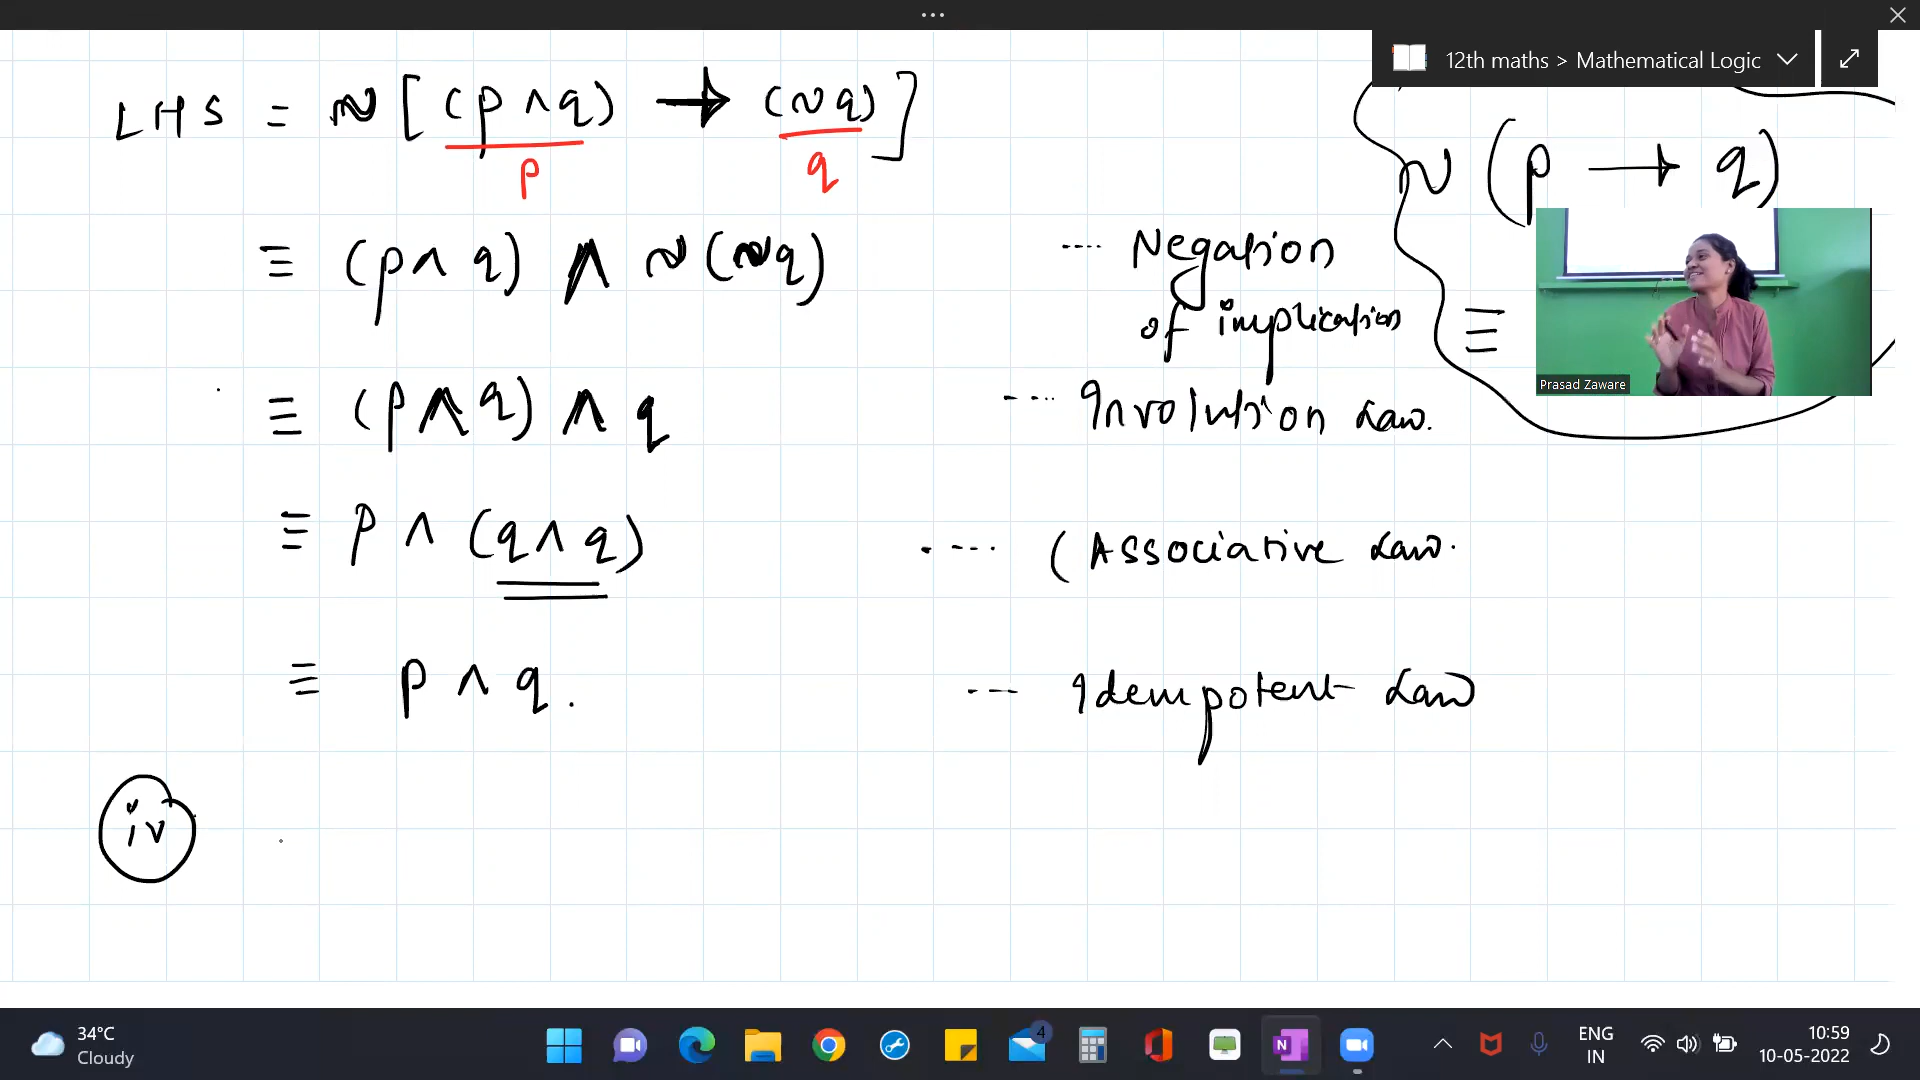 12th maths > Mathematical Logic
LHS = ~ [ (p ∧ q) → (~q) ]
p q
~ (p → q)
≡ (p ∧ q) ∧ ~(~q) ---- Negation
of implication
≡
Prasad Zaware
≡ (p ∧ q) ∧ q ---- Involution Law.
≡ p ∧ (q ∧ q) ---- (Associative Law.
≡ p ∧ q. --- Idempotent Law
iv
34°C
Cloudy
4
ENG
IN
10:59
10-05-2022